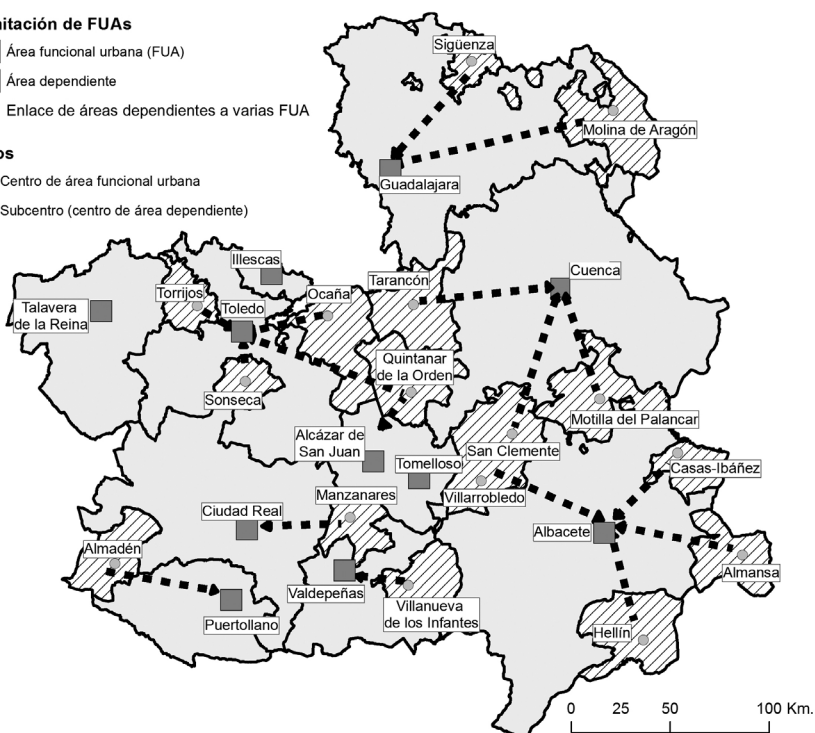 itación de FUAs
Área funcional urbana (FUA)
Área dependiente
Enlace de áreas dependientes a varias FUA
os
Centro de área funcional urbana
Subcentro (centro de área dependiente)
Sigüenza
Molina de Aragón
Guadalajara
Illescas
Cuenca
Tarancón
Torrijos
Ocaña
Talavera
de la Reina
Toledo
Quintanar
de la Orden
Sonseca
Motilla del Palancar
Alcázar de
San Juan
San Clemente
Tomelloso
Casas-Ibáñez
Manzanares
Villarrobledo
Ciudad Real
Albacete
Almadén
Almansa
Valdepeñas
Villanueva
de los Infantes
Puertollano
Hellín
0 25 50 100 Km.